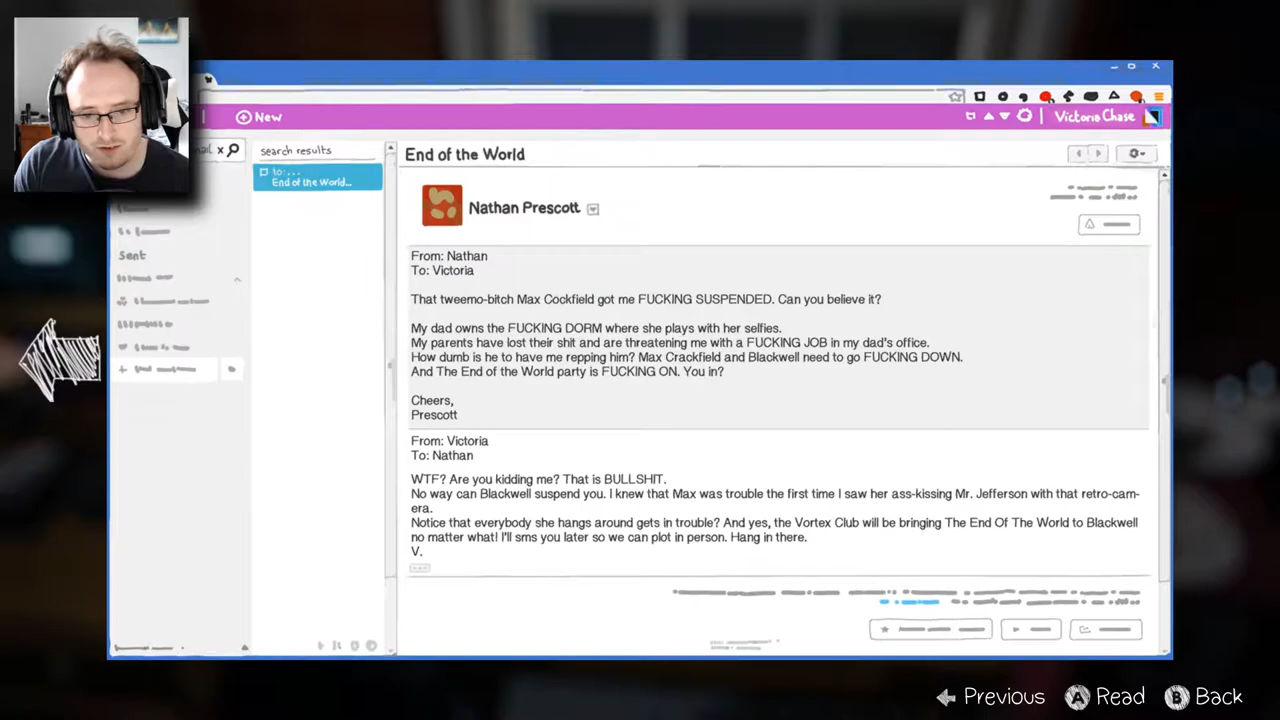 New
Victoria Chase
search results
to:...
End of the World...
End of the World
Nathan Prescott
Sent
From: Nathan
To: Victoria
That tweemo-bitch Max Cockfield got me FUCKING SUSPENDED. Can you believe it?
My dad owns the FUCKING DORM where she plays with her selfies.
My parents have lost their shit and are threatening me with a FUCKING JOB in my dad's office.
How dumb is he to have me repping him? Max Crackfield and Blackwell need to go FUCKING DOWN.
And The End of the World party is FUCKING ON. You in?
Cheers,
Prescott
From: Victoria
To: Nathan
WTF? Are you kidding me? That is BULLSHIT.
No way can Blackwell suspend you. I knew that Max was trouble the first time I saw her ass-kissing Mr. Jefferson with that retro-cam-
era.
Notice that everybody she hangs around gets in trouble? And yes, the Vortex Club will be bringing The End Of The World to Blackwell
no matter what! I'll sms you later so we can plot in person. Hang in there.
V.
Previous
A Read
B Back